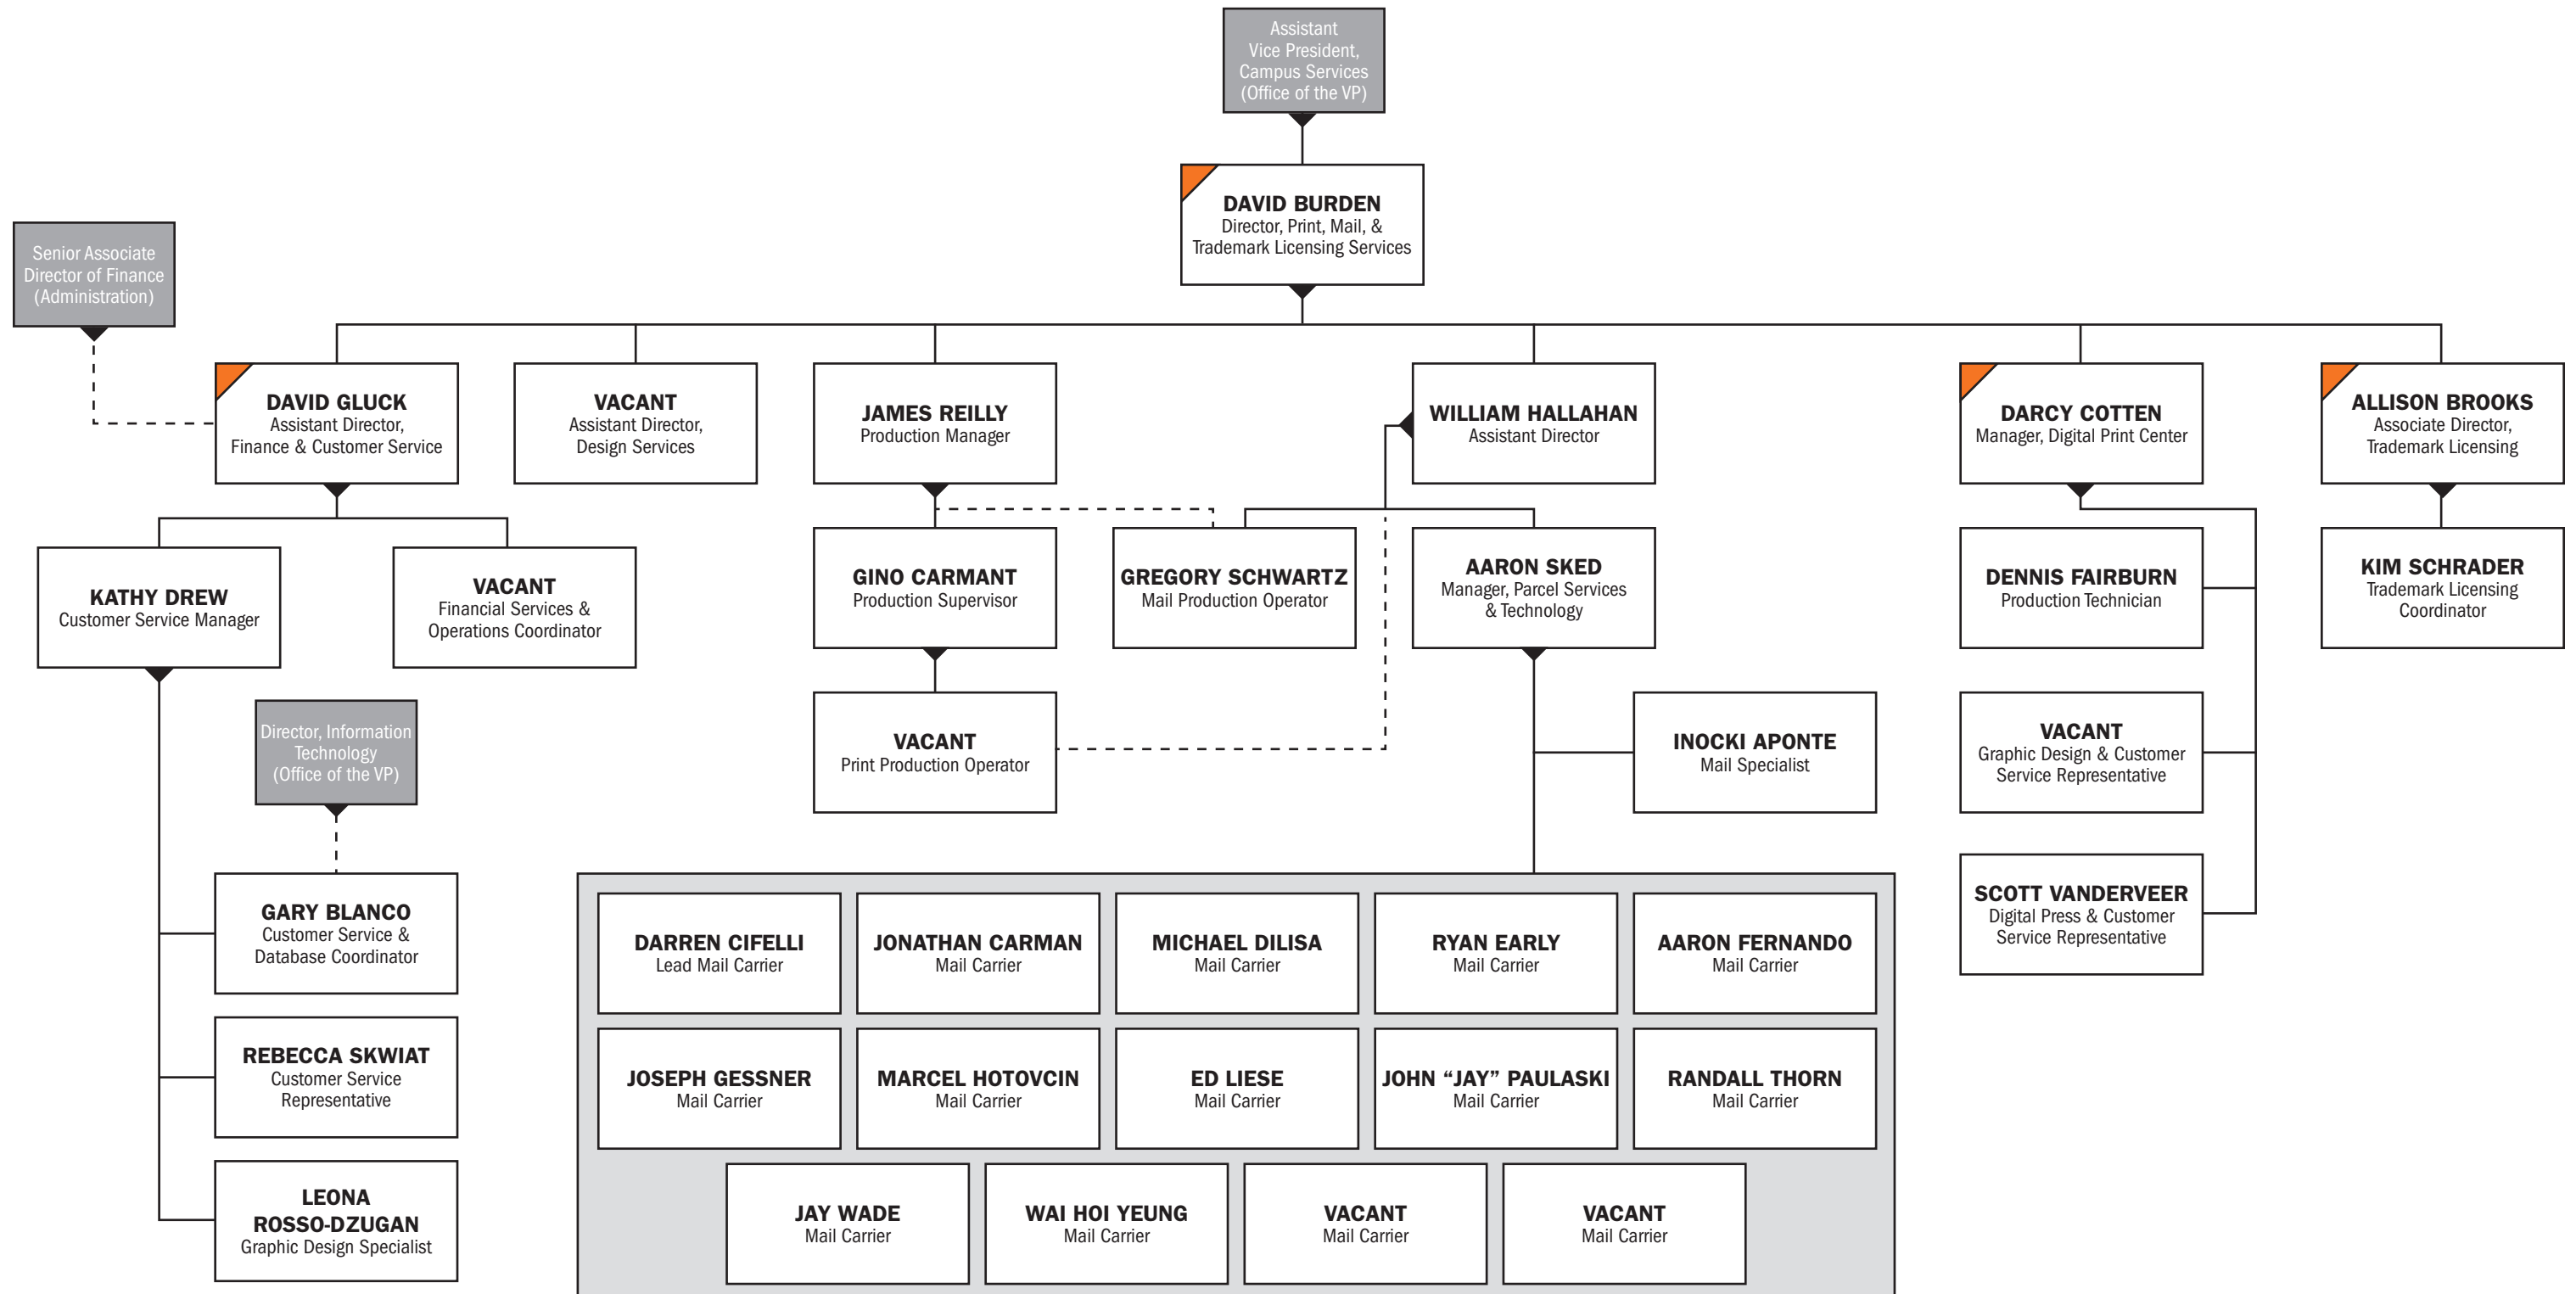 Assistant
Vice President,
Campus Services
(Office of the VP)
DAVID BURDEN
Director, Print, Mail, &
Trademark Licensing Services
Senior Associate
Director of Finance
(Administration)
DAVID GLUCK
Assistant Director,
Finance & Customer Service
VACANT
Assistant Director,
Design Services
JAMES REILLY
Production Manager
WILLIAM HALLAHAN
Assistant Director
DARCY COTTEN
Manager, Digital Print Center
ALLISON BROOKS
Associate Director,
Trademark Licensing
KATHY DREW
Customer Service Manager
VACANT
Financial Services &
Operations Coordinator
GINO CARMANT
Production Supervisor
GREGORY SCHWARTZ
Mail Production Operator
AARON SKED
Manager, Parcel Services
& Technology
DENNIS FAIRBURN
Production Technician
KIM SCHRADER
Trademark Licensing
Coordinator
Director, Information
Technology
(Office of the VP)
VACANT
Print Production Operator
INOCKI APONTE
Mail Specialist
VACANT
Graphic Design & Customer
Service Representative
GARY BLANCO
Customer Service &
Database Coordinator
SCOTT VANDERVEER
Digital Press & Customer
Service Representative
DARREN CIFELLI
Lead Mail Carrier
JONATHAN CARMAN
Mail Carrier
MICHAEL DILISA
Mail Carrier
RYAN EARLY
Mail Carrier
AARON FERNANDO
Mail Carrier
REBECCA SKWIAT
Customer Service
Representative
JOSEPH GESSNER
Mail Carrier
MARCEL HOTOVCIN
Mail Carrier
ED LIESE
Mail Carrier
JOHN “JAY” PAULASKI
Mail Carrier
RANDALL THORN
Mail Carrier
LEONA
ROSSO-DZUGAN
Graphic Design Specialist
JAY WADE
Mail Carrier
WAI HOI YEUNG
Mail Carrier
VACANT
Mail Carrier
VACANT
Mail Carrier